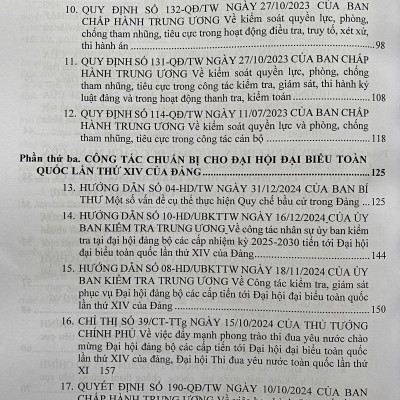 10. QUY ĐỊNH SỐ 132-QĐ/TW NGÀY 27/10/2023 CỦA BAN
CHẤP HÀNH TRUNG ƯƠNG Về kiểm soát quyền lực, phòng,
chống tham nhũng, tiêu cực trong hoạt động điều tra, truy tố, xét xử,
thi hành án ........ 98
11. QUY ĐỊNH SỐ 131-QĐ/TW NGÀY 27/10/2023 CỦA BAN CHẤP
HÀNH TRUNG ƯƠNG Về kiểm soát quyền lực, phòng, chống
tham nhũng, tiêu cực trong công tác kiểm tra, giám sát, thi hành kỷ
luật đảng và trong hoạt động thanh tra, kiểm toán ........ 108
12. QUY ĐỊNH SỐ 114-QĐ/TW NGÀY 11/07/2023 CỦA BAN CHẤP
HÀNH TRUNG ƯƠNG Về kiểm soát quyền lực và phòng, chống
tham nhũng, tiêu cực trong công tác cán bộ ........ 118
Phần thứ ba. CÔNG TÁC CHUẨN BỊ CHO ĐẠI HỘI ĐẠI BIỂU TOÀN
QUỐC LẦN THỨ XIV CỦA ĐẢNG ........ 125
13. HƯỚNG DẪN SỐ 04-HD/TW NGÀY 31/12/2024 CỦA BAN BÍ
THƯ Một số vấn đề cụ thể thực hiện Quy chế bầu cử trong Đảng ........ 125
14. HƯỚNG DẪN SỐ 10-HD/UBKTTW NGÀY 16/12/2024 CỦA ỦY
BAN KIỂM TRA TRUNG ƯƠNG Về công tác nhân sự ủy ban kiểm
tra tại đại hội đảng bộ các cấp nhiệm kỳ 2025-2030 tiến tới Đại hội
đại biểu toàn quốc lần thứ XIV của Đảng ........ 144
15. HƯỚNG DẪN SỐ 08-HD/UBKTTW NGÀY 18/11/2024 CỦA ỦY
BAN KIỂM TRA TRUNG ƯƠNG Về Công tác kiểm tra, giám sát
phục vụ Đại hội đảng bộ các cấp tiến tới Đại hội đại biểu toàn quốc
lần thứ XIV của Đảng ........ 150
16. CHỈ THỊ SỐ 39/CT-TTg NGÀY 15/10/2024 CỦA THỦ TƯỚNG
CHÍNH PHỦ Về việc đẩy mạnh phong trào thi đua yêu nước chào
mừng Đại hội đảng bộ các cấp tiến tới Đại hội đại biểu toàn quốc
lần thứ XIV của đảng, Đại hội Thi đua yêu nước toàn quốc lần thứ
XI 157
17. QUYẾT ĐỊNH SỐ 190-QĐ/TW NGÀY 10/10/2024 CỦA BAN
CHẤP HÀNH TRUNG ƯƠNG